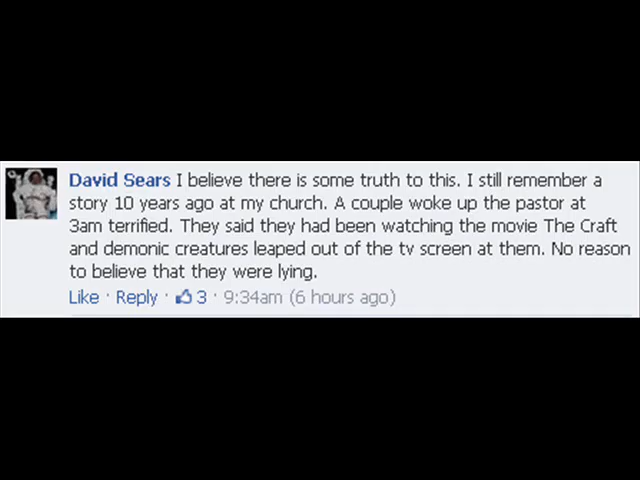 David Sears I believe there is some truth to this. I still remember a
story 10 years ago at my church. A couple woke up the pastor at
3am terrified. They said they had been watching the movie The Craft
and demonic creatures leaped out of the tv screen at them. No reason
to believe that they were lying.
Like · Reply · 3 · 9:34am (6 hours ago)